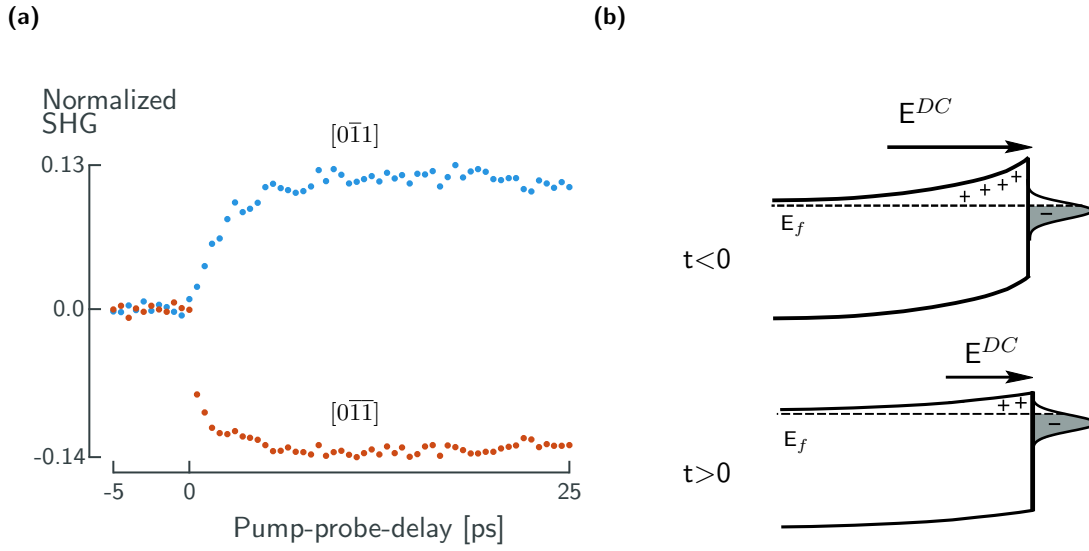 (a)
(b)
Normalized
SHG
[01̅1]
0.13
0.0
[01̅1̅]
-0.14
-5
0
25
Pump-probe-delay [ps]
E^{DC}
+ + + +
E_f
−
t<0
E^{DC}
+ +
E_f
−
t>0